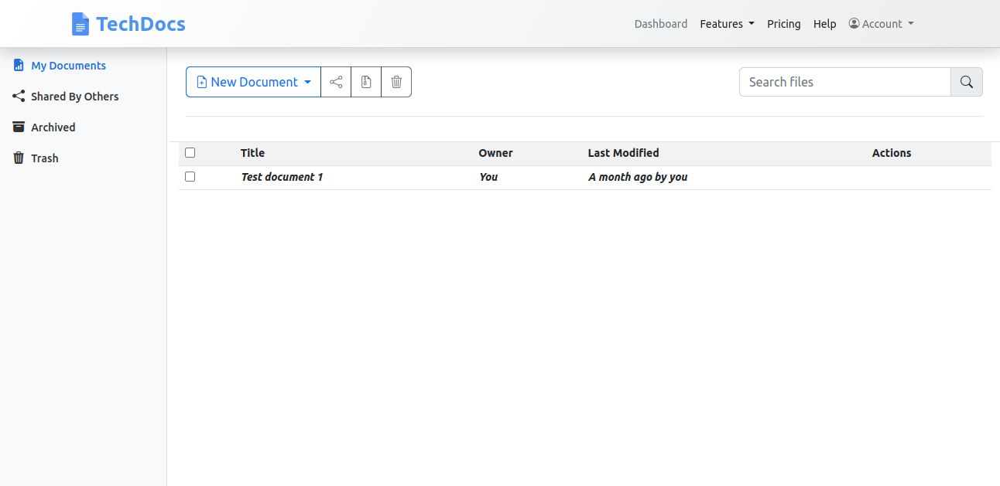 TechDocs
Dashboard Features Pricing Help Account
My Documents
Shared By Others
Archived
Trash
New Document
Search files
Title Owner Last Modified Actions
Test document 1 You A month ago by you